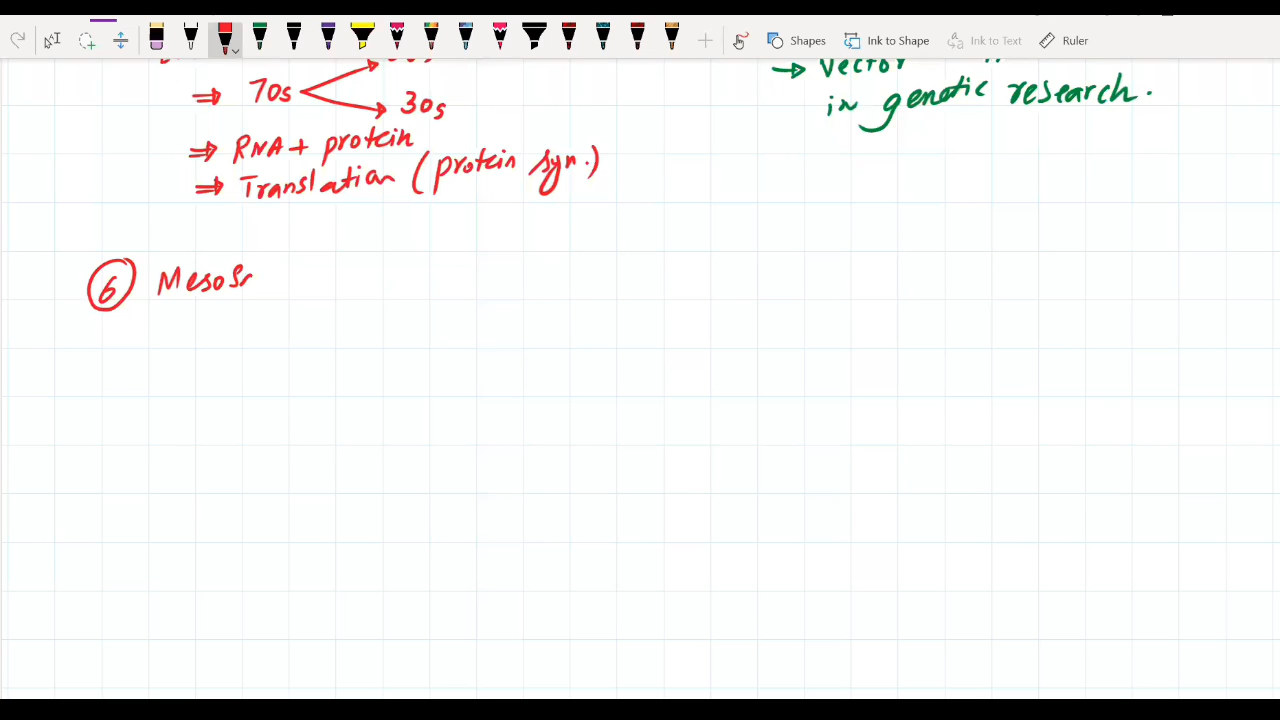 Shapes Ink to Shape Ink to Text Ruler
70s
30s
⇒ RNA + protein
⇒ Translation (protein syn.)
→ Vector
in genetic research.
6 Meso